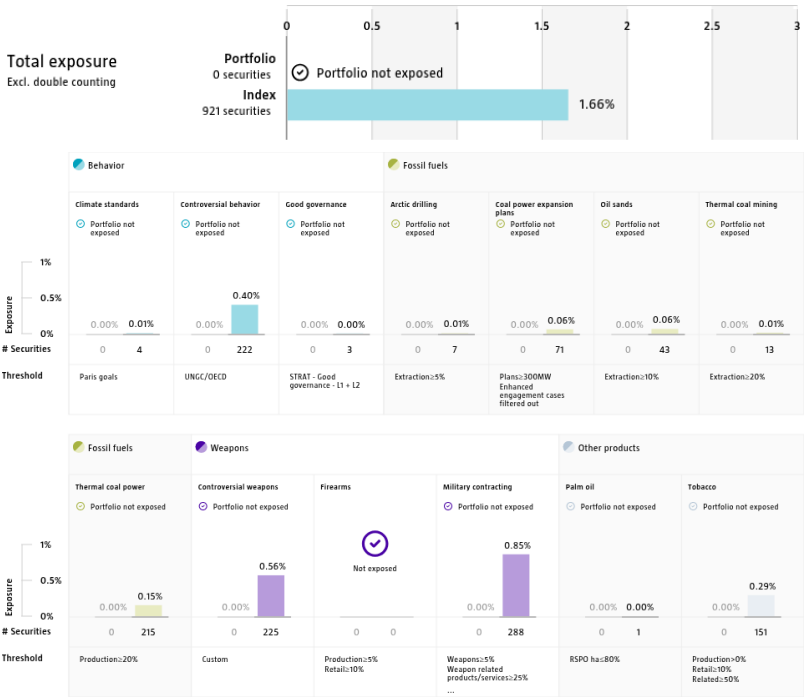 0 0.5 1 1.5 2 2.5 3
Total exposure
Excl. double counting
Portfolio
0 securities
Portfolio not exposed
Index
921 securities
1.66%
Behavior
Fossil fuels
Climate standards
Portfolio not
exposed
Controversial behavior
Portfolio not
exposed
Good governance
Portfolio not
exposed
Arctic drilling
Portfolio not
exposed
Coal power expansion
plans
Portfolio not
exposed
Oil sands
Portfolio not
exposed
Thermal coal mining
Portfolio not
exposed
Exposure
1%
0.5%
0%
0.00% 0.01%
0.00% 0.40%
0.00% 0.00%
0.00% 0.01%
0.00% 0.06%
0.00% 0.06%
0.00% 0.01%
# Securities 0 4 0 222 0 3 0 7 0 71 0 43 0 13
Threshold
Paris goals
UNGC/OECD
STRAT - Good
governance - L1 + L2
Extraction≥5%
Plans≥300MW
Enhanced
engagement cases
filtered out
Extraction≥10%
Extraction≥20%
Fossil fuels
Weapons
Other products
Thermal coal power
Portfolio not exposed
Controversial weapons
Portfolio not exposed
Firearms
Not exposed
Military contracting
Portfolio not exposed
Palm oil
Portfolio not exposed
Tobacco
Portfolio not exposed
Exposure
1%
0.5%
0%
0.00% 0.15%
0.00% 0.56%
0.00% 0.85%
0.00% 0.00%
0.00% 0.29%
# Securities 0 215 0 225 0 0 0 288 0 1 0 151
Threshold
Production≥20%
Custom
Production≥5%
Retail≥10%
Weapons≥5%
Weapon related
products/services≥25%
...
RSPO ha≤80%
Production>0%
Retail≥10%
Related≥50%